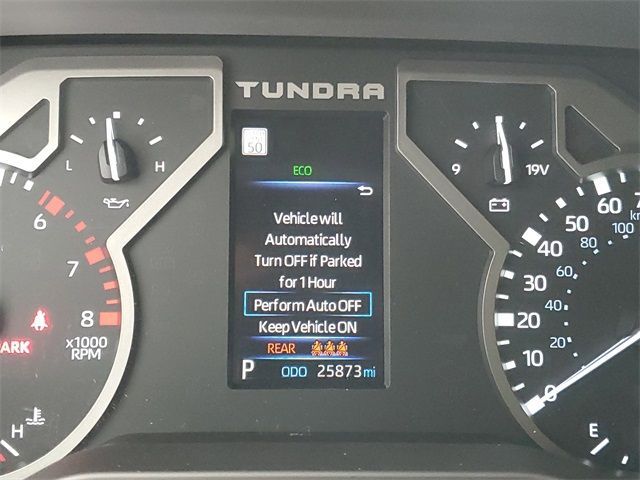 TUNDRA
50
ECO
Vehicle will
Automatically
Turn OFF if Parked
for 1 Hour
Perform Auto OFF
Keep Vehicle ON
REAR
P ODO 25873 mi
L H
9 19V
6
7
8
x1000
RPM
PARK
H
60
50
40
30
20
10
0
100
80
60
40
20
E